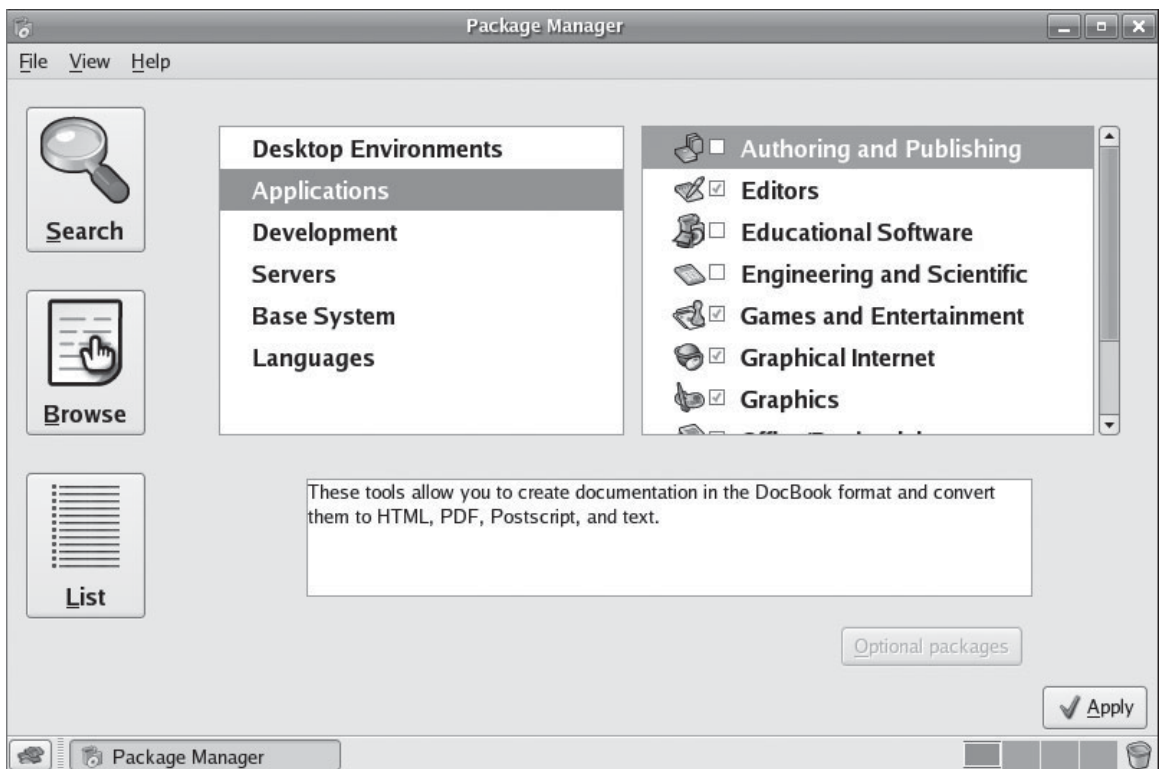 Package Manager
File View Help
Search
Browse
List
Desktop Environments
Applications
Development
Servers
Base System
Languages
Authoring and Publishing
Editors
Educational Software
Engineering and Scientific
Games and Entertainment
Graphical Internet
Graphics
These tools allow you to create documentation in the DocBook format and convert
them to HTML, PDF, Postscript, and text.
Optional packages
Apply
Package Manager